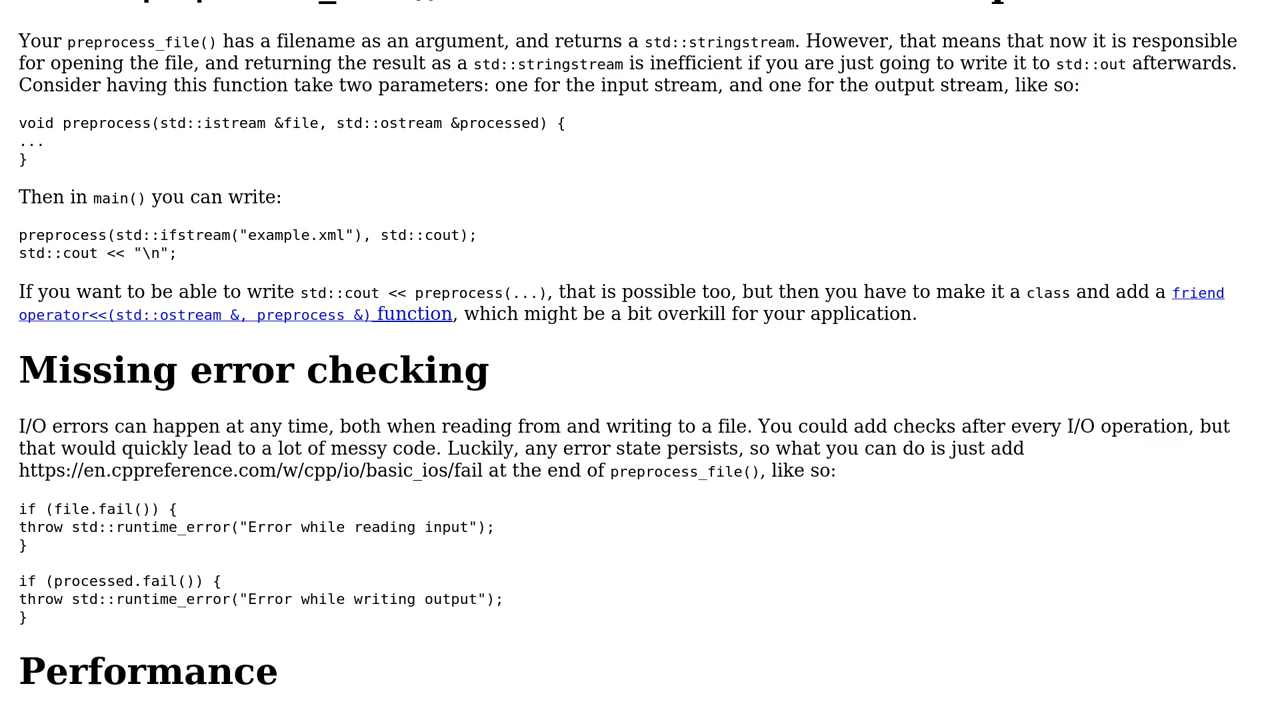 Your preprocess_file() has a filename as an argument, and returns a std::stringstream. However, that means that now it is responsible
for opening the file, and returning the result as a std::stringstream is inefficient if you are just going to write it to std::out afterwards.
Consider having this function take two parameters: one for the input stream, and one for the output stream, like so:
void preprocess(std::istream &file, std::ostream &processed) {
...
}
Then in main() you can write:
preprocess(std::ifstream("example.xml"), std::cout);
std::cout << "\n";
If you want to be able to write std::cout << preprocess(...), that is possible too, but then you have to make it a class and add a friend
operator<<(std::ostream &, preprocess &) function, which might be a bit overkill for your application.
Missing error checking
I/O errors can happen at any time, both when reading from and writing to a file. You could add checks after every I/O operation, but
that would quickly lead to a lot of messy code. Luckily, any error state persists, so what you can do is just add
https://en.cppreference.com/w/cpp/io/basic_ios/fail at the end of preprocess_file(), like so:
if (file.fail()) {
throw std::runtime_error("Error while reading input");
}
if (processed.fail()) {
throw std::runtime_error("Error while writing output");
}
Performance